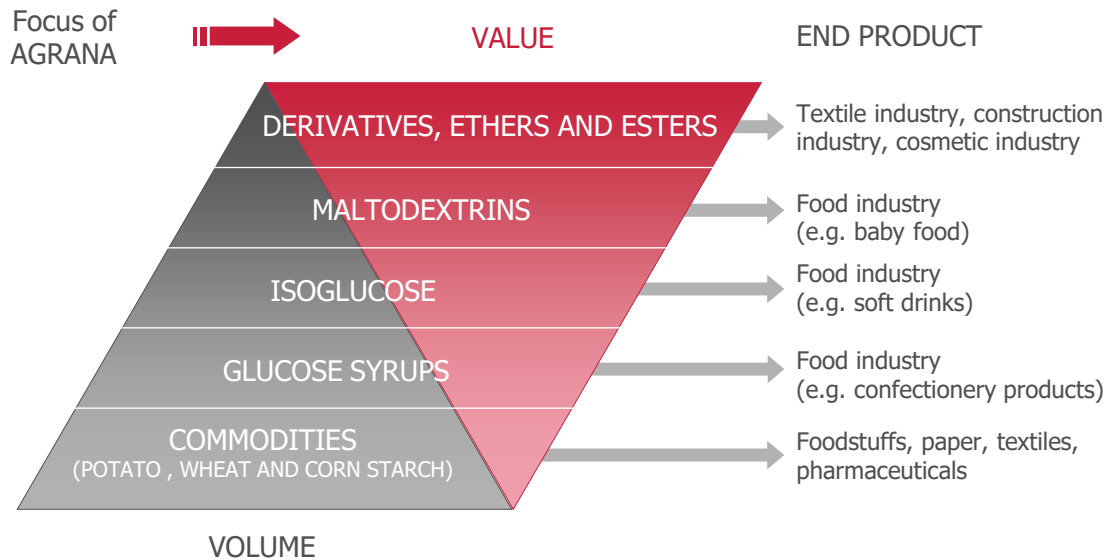 Focus of
AGRANA
VALUE
END PRODUCT
DERIVATIVES, ETHERS AND ESTERS
Textile industry, construction
industry, cosmetic industry
MALTODEXTRINS
Food industry
(e.g. baby food)
ISOGLUCOSE
Food industry
(e.g. soft drinks)
GLUCOSE SYRUPS
Food industry
(e.g. confectionery products)
COMMODITIES
(POTATO , WHEAT AND CORN STARCH)
Foodstuffs, paper, textiles,
pharmaceuticals
VOLUME